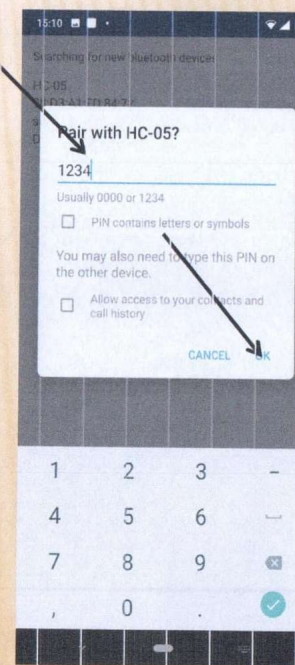 15:10
Searching for new bluetooth devices
HC-05
Pair with HC-05?
1234
Usually 0000 or 1234
PIN contains letters or symbols
You may also need to type this PIN on
the other device.
Allow access to your contacts and
call history
CANCEL OK
1 2 3 -
4 5 6
7 8 9
, 0 .